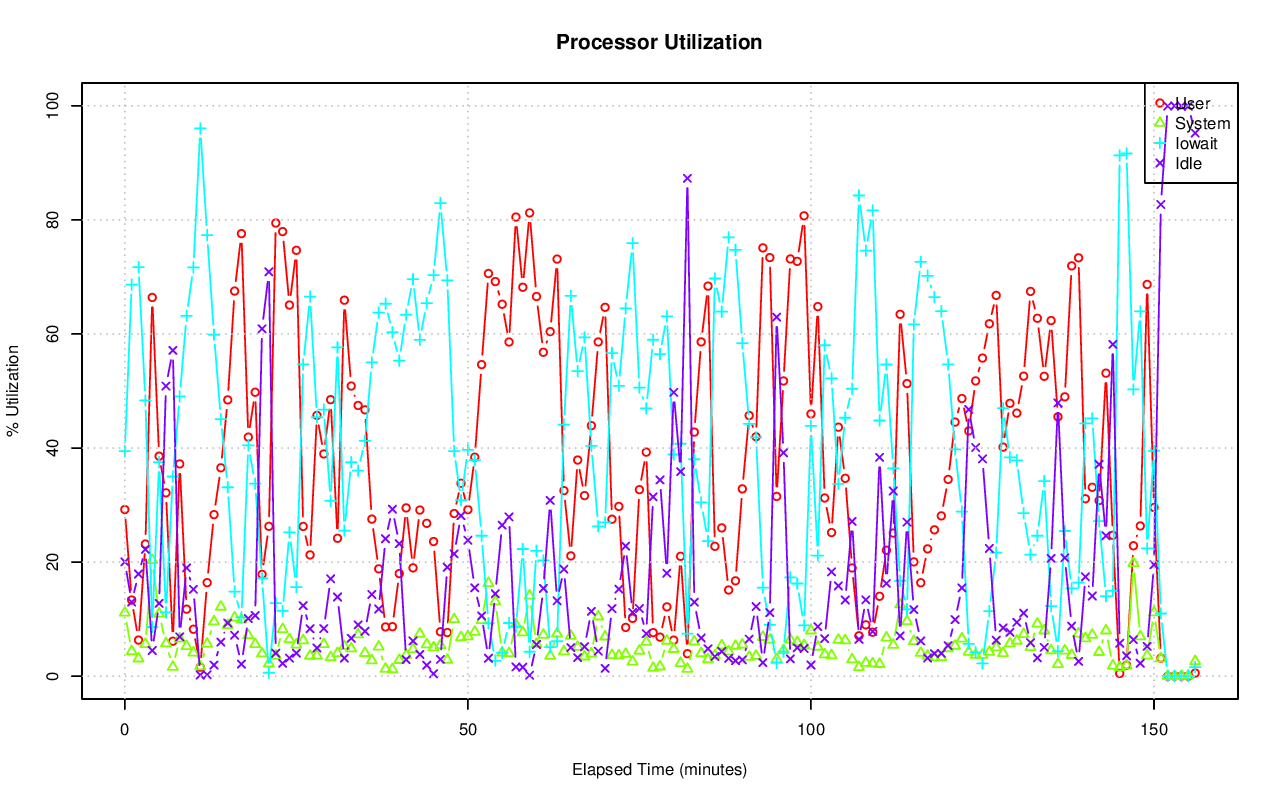 Processor Utilization
% Utilization
100
80
60
40
20
0
User
System
Iowait
Idle
0
50
100
150
Elapsed Time (minutes)